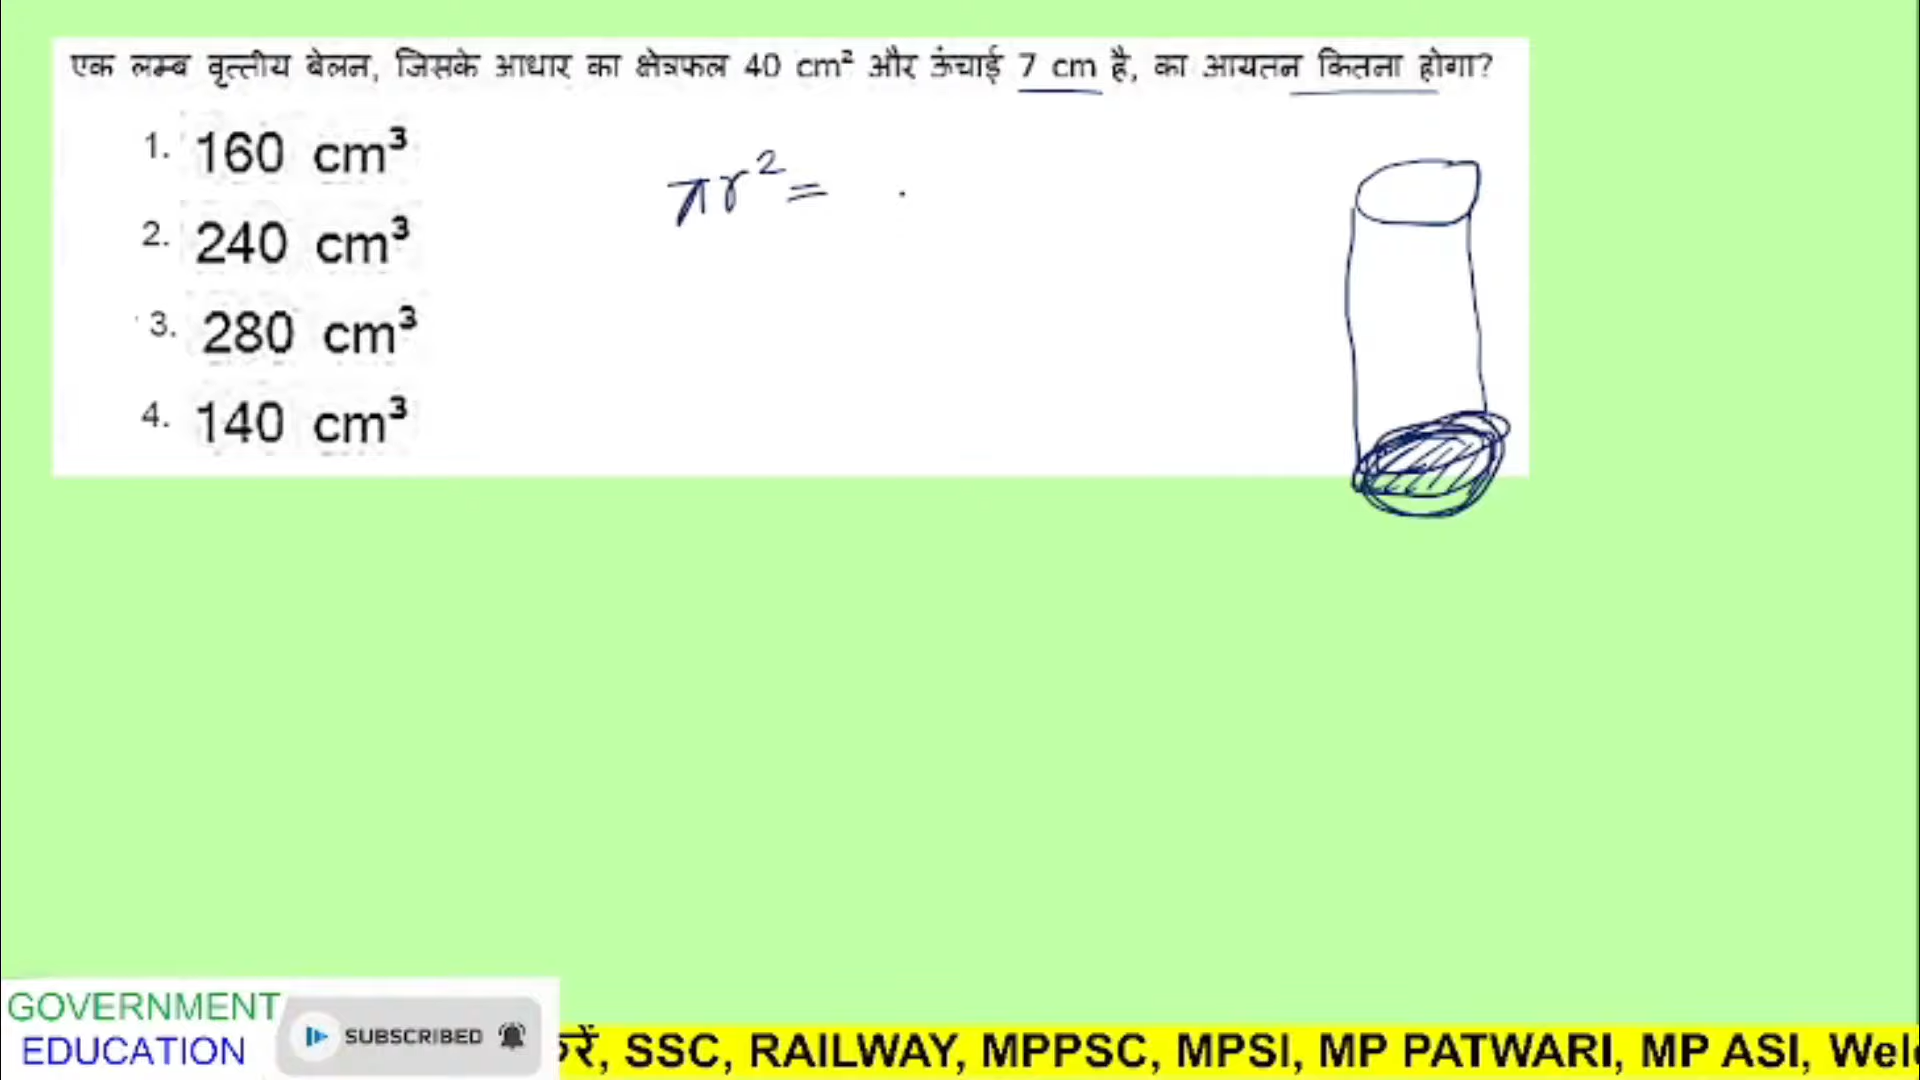 एक लम्ब वृत्तीय बेलन, जिसके आधार का क्षेत्रफल 40 cm² और ऊंचाई 7 cm है, का आयतन कितना होगा?
1. 160 cm³
πr² =
2. 240 cm³
3. 280 cm³
4. 140 cm³
GOVERNMENT
EDUCATION
SUBSCRIBED
रें, SSC, RAILWAY, MPPSC, MPSI, MP PATWARI, MP ASI,